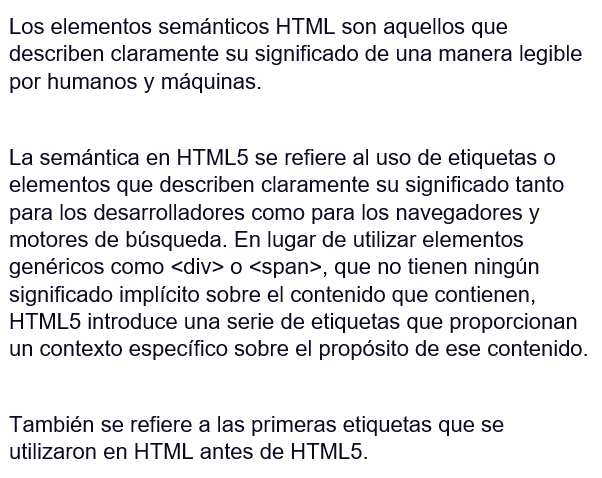 Los elementos semánticos HTML son aquellos que
describen claramente su significado de una manera legible
por humanos y máquinas.
La semántica en HTML5 se refiere al uso de etiquetas o
elementos que describen claramente su significado tanto
para los desarrolladores como para los navegadores y
motores de búsqueda. En lugar de utilizar elementos
genéricos como <div> o <span>, que no tienen ningún
significado implícito sobre el contenido que contienen,
HTML5 introduce una serie de etiquetas que proporcionan
un contexto específico sobre el propósito de ese contenido.
También se refiere a las primeras etiquetas que se
utilizaron en HTML antes de HTML5.